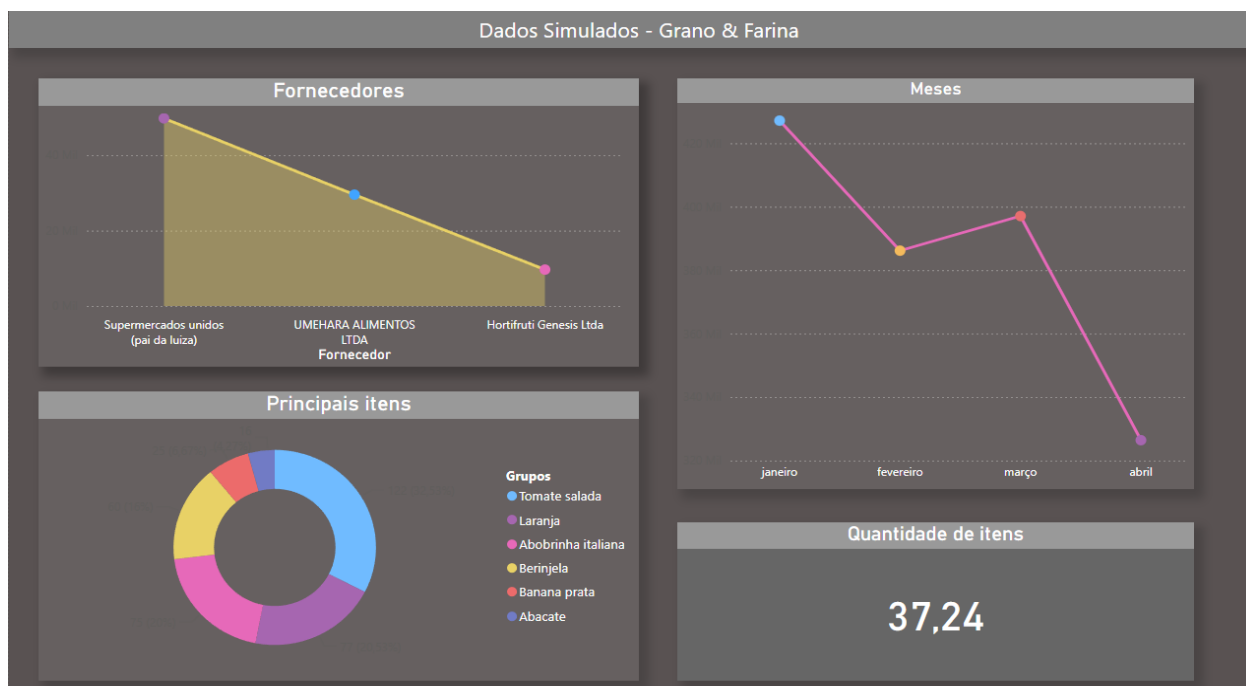 Dados Simulados - Grano & Farina
Fornecedores
Supermercados unidos
(pai da luiza)
UMEHARA ALIMENTOS
LTDA
Hortifruti Genesis Ltda
Fornecedor
Meses
janeiro
fevereiro
março
abril
Principais itens
Grupos
Tomate salada
Laranja
Abobrinha italiana
Berinjela
Banana prata
Abacate
Quantidade de itens
37,24